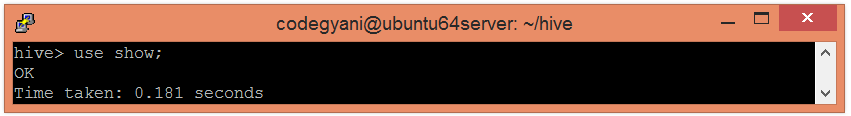 codegyani@ubuntu64server: ~/hive
hive> use show;
OK
Time taken: 0.181 seconds